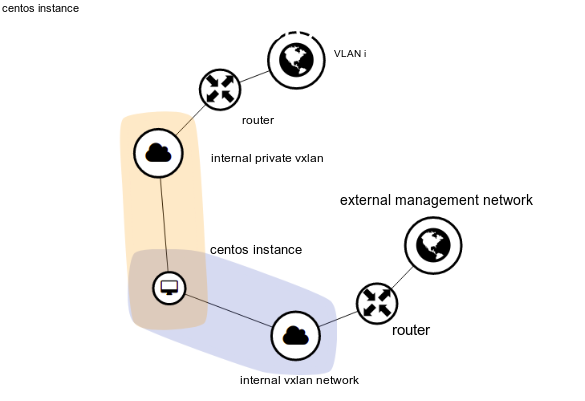 centos instance
VLAN i
router
internal private vxlan
external management network
centos instance
router
internal vxlan network